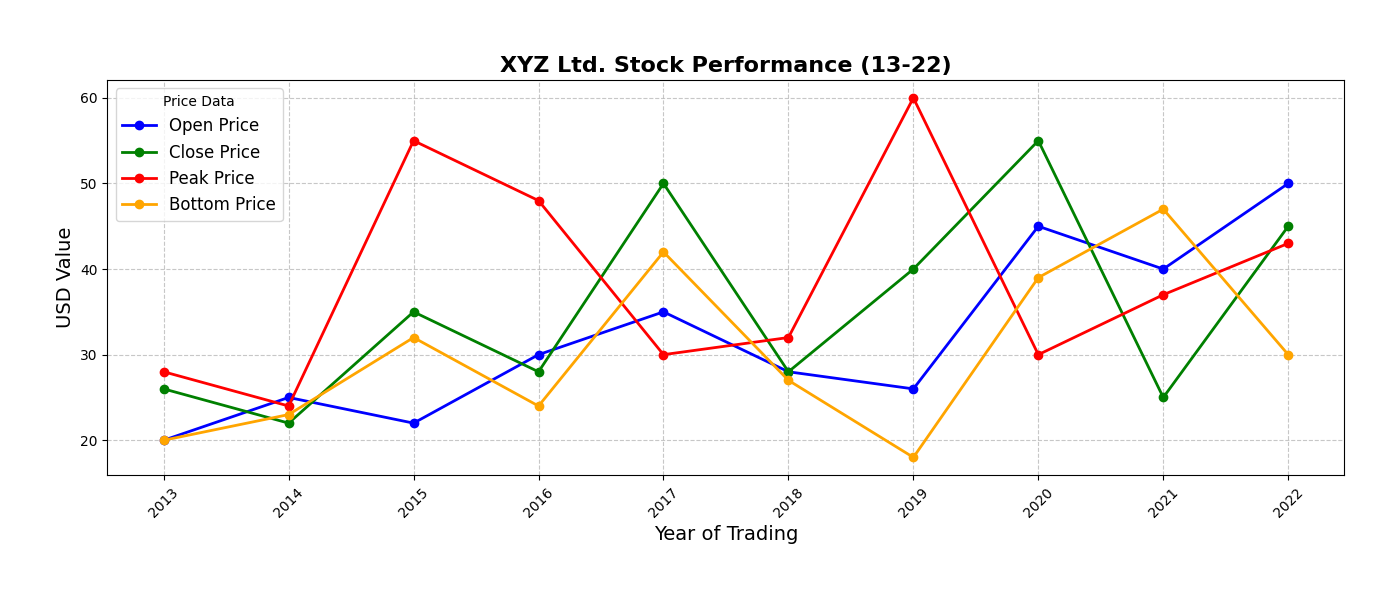 XYZ Ltd. Stock Performance (13-22)
Price Data
Open Price
Close Price
Peak Price
Bottom Price
USD Value
60
50
40
30
20
2013
2014
2015
2016
2017
2018
2019
2020
2021
2022
Year of Trading